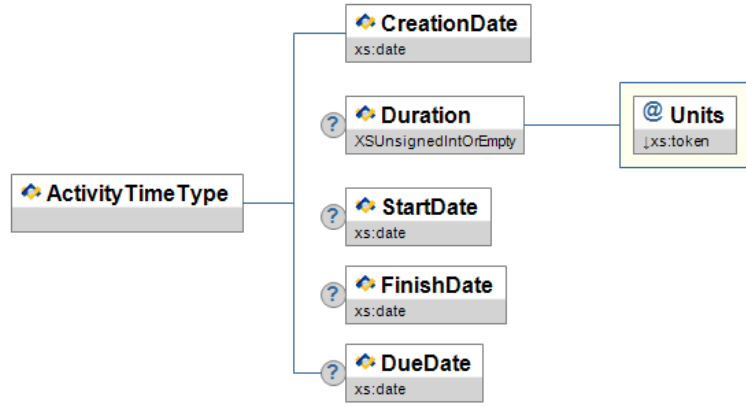 CreationDate
xs:date
? Duration
XSUnsignedIntOrEmpty
@ Units
↓xs:token
ActivityTimeType
? StartDate
xs:date
? FinishDate
xs:date
? DueDate
xs:date